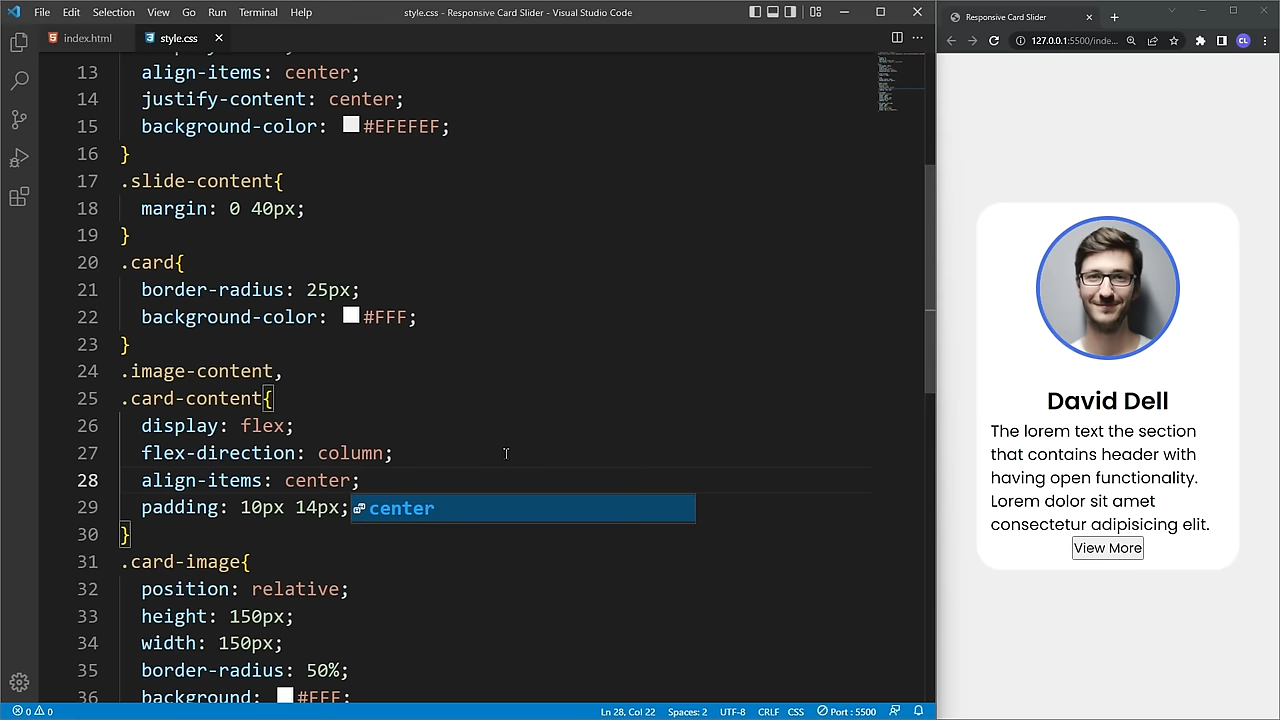 File Edit Selection View Go Run Terminal Help
style.css - Responsive Card Slider - Visual Studio Code
index.html
style.css
13 align-items: center;
14 justify-content: center;
15 background-color: #EFEFEF;
16 }
17 .slide-content{
18 margin: 0 40px;
19 }
20 .card{
21 border-radius: 25px;
22 background-color: #FFF;
23 }
24 .image-content,
25 .card-content{
26 display: flex;
27 flex-direction: column;
28 align-items: center;
29 padding: 10px 14px;
center
30 }
31 .card-image{
32 position: relative;
33 height: 150px;
34 width: 150px;
35 border-radius: 50%;
36 background: #FFF;
0 0
Ln 28, Col 22 Spaces: 2 UTF-8 CRLF CSS Port : 5500
Responsive Card Slider
127.0.0.1:5500/inde...
CL
David Dell
The lorem text the section
that contains header with
having open functionality.
Lorem dolor sit amet
consectetur adipisicing elit.
View More